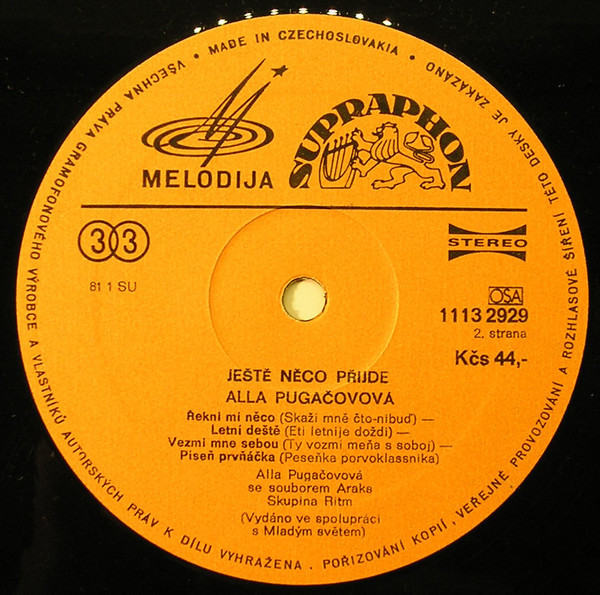 • MADE IN CZECHOSLOVAKIA •
VŠECHNA PRÁVA GRAMOFONOVÉHO VÝROBCE A VLASTNÍKŮ AUTORSKÝCH PRÁV K DÍLU VYHRAŽENA . POŘIZOVÁNÍ KOPIÍ , VEŘEJNÉ PROVOZOVÁNÍ A ROZHLASOVÉ ŠÍŘENÍ TÉTO DESKY JE ZAKÁZÁNO
MELODIJA
SUPRAPHON
33
STEREO
81 1 SU
OSA
1113 2929
2. strana
Kčs 44,-
JEŠTĚ NĚCO PŘIJDE
ALLA PUGAČOVOVÁ
Řekni mi něco (Skaži mně čto-nibuď) —
Letní deště (Eti letnije doždi) —
Vezmi mne sebou (Ty vozmi meňa s soboj) —
Píseň prvňáčka (Peseňka porvoklassnika)
Alla Pugačovová
se souborem Araks
Skupina Ritm
(Vydáno ve spolupráci
s Mladým světem)